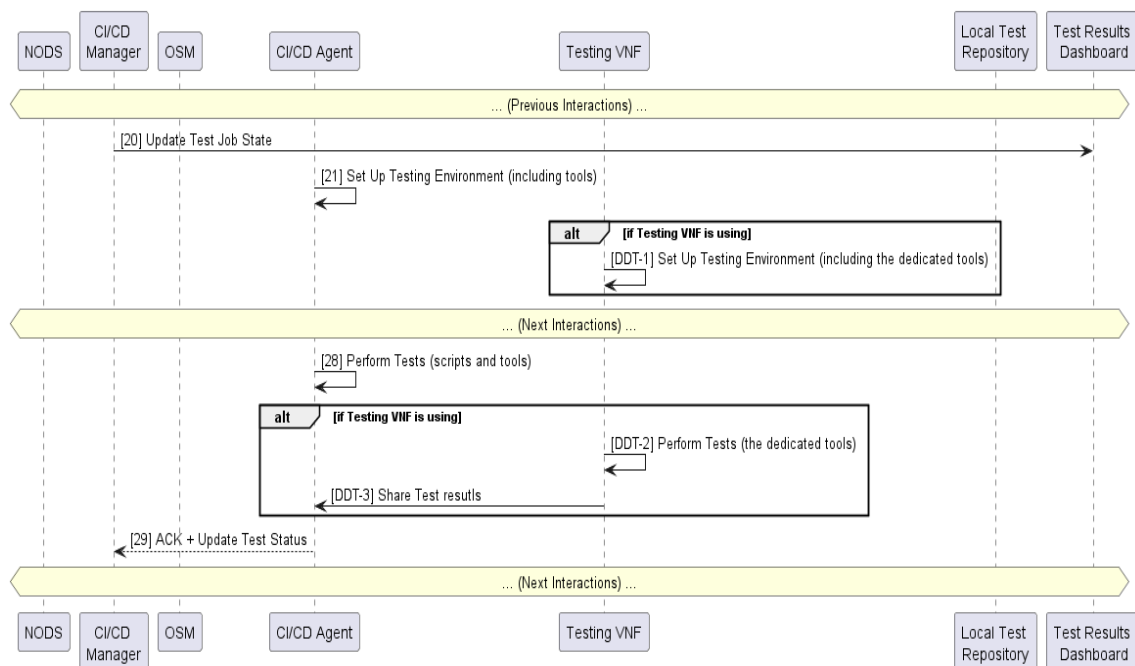 NODS
CI/CD
Manager
OSM
CI/CD Agent
Testing VNF
Local Test
Repository
Test Results
Dashboard
... (Previous Interactions) ...
[20] Update Test Job State
[21] Set Up Testing Environment (including tools)
alt [if Testing VNF is using]
[DDT-1] Set Up Testing Environment (including the dedicated tools)
... (Next Interactions) ...
[28] Perform Tests (scripts and tools)
alt [if Testing VNF is using]
[DDT-2] Perform Tests (the dedicated tools)
[DDT-3] Share Test resutls
[29] ACK + Update Test Status
... (Next Interactions) ...
NODS
CI/CD
Manager
OSM
CI/CD Agent
Testing VNF
Local Test
Repository
Test Results
Dashboard